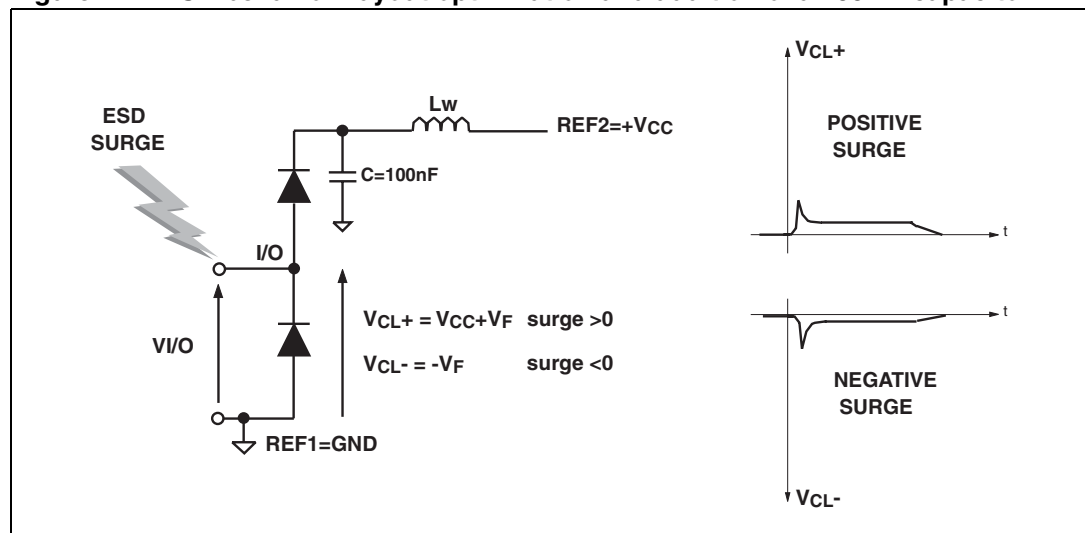 ESD
SURGE
Lw
REF2=+VCC
C=100nF
I/O
VI/O
VCL+ = VCC+VF surge >0
VCL- = -VF surge <0
REF1=GND
VCL+
POSITIVE
SURGE
t
t
NEGATIVE
SURGE
VCL-